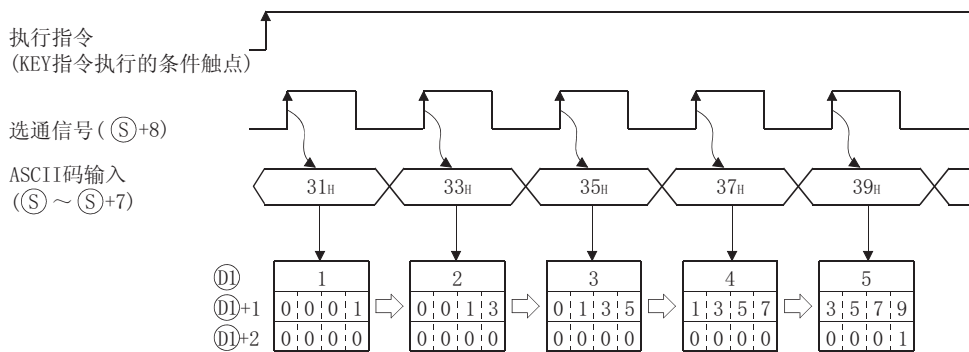 执行指令
(KEY指令执行的条件触点)
选通信号(Ⓢ+8)
ASCII码输入
(Ⓢ～Ⓢ+7)
31H 33H 35H 37H 39H
D1 1 2 3 4 5
D1+1 0 0 0 1 0 0 1 3 0 1 3 5 1 3 5 7 3 5 7 9
D1+2 0 0 0 0 0 0 0 0 0 0 0 0 0 0 0 0 0 0 0 1